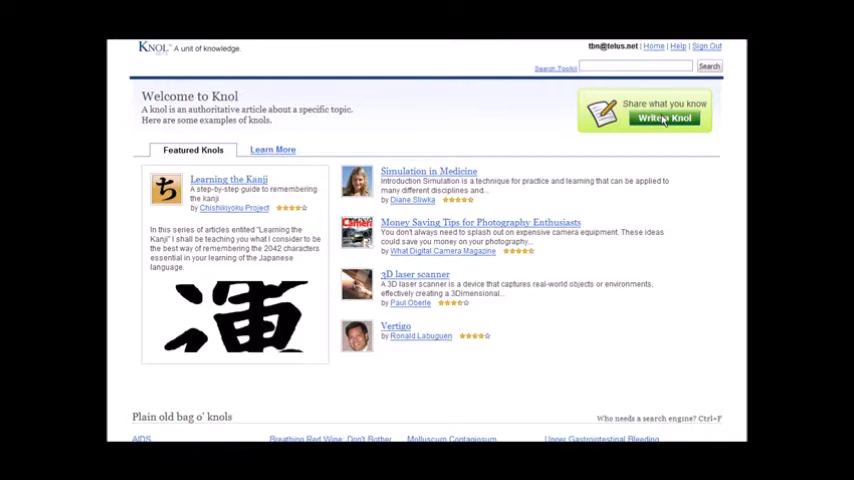 KNOL A unit of knowledge.
tbn@telus.net | Home | Help | Sign Out
Search Toolkit
Search
Welcome to Knol
A knol is an authoritative article about a specific topic.
Here are some examples of knols.
Share what you know
Write a Knol
Featured Knols
Learn More
Learning the Kanji
A step-by-step guide to remembering
the kanji
by Chishikiyoku Project
In this series of articles entitled "Learning the
Kanji" I shall be teaching you what I consider to be
the best way of remembering the 2042 characters
essential in your learning of the Japanese
language.
Simulation in Medicine
Introduction Simulation is a technique for practice and learning that can be applied to
many different disciplines and...
by Diane Sliwka
Camera
Money Saving Tips for Photography Enthusiasts
You don't always need to splash out on expensive camera equipment. These ideas
could save you money on your photography...
by What Digital Camera Magazine
3D laser scanner
A 3D laser scanner is a device that captures real-world objects or environments,
effectively creating a 3Dimensional...
by Paul Oberle
Vertigo
by Ronald Labuguen
ち
運
Plain old bag o' knols
Who needs a search engine? Ctrl+F
AIDS
Breathing Red Wine: Don't Bother
Molluscum Contagiosum
Upper Gastrointestinal Bleeding